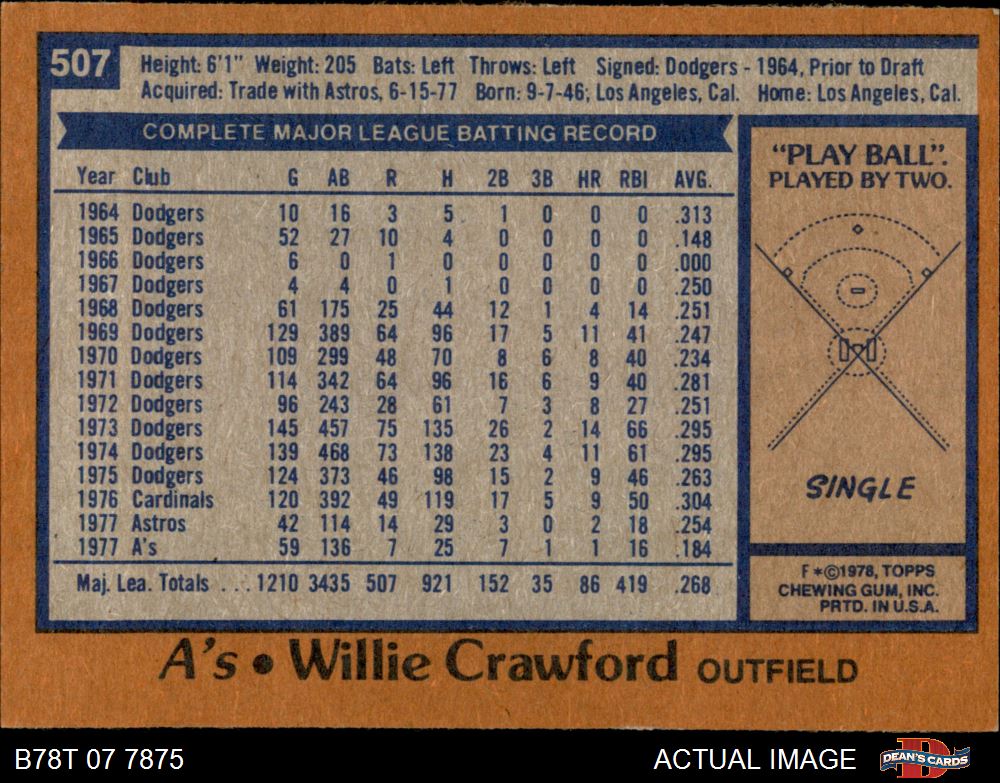 507
Height: 6'1" Weight: 205 Bats: Left Throws: Left Signed: Dodgers - 1964, Prior to Draft
Acquired: Trade with Astros, 6-15-77 Born: 9-7-46, Los Angeles, Cal. Home: Los Angeles, Cal.
COMPLETE MAJOR LEAGUE BATTING RECORD
Year Club G AB R H 2B 3B HR RBI AVG.
1964 Dodgers 10 16 3 5 1 0 0 0 .313
1965 Dodgers 52 27 10 4 0 0 0 0 .148
1966 Dodgers 6 0 1 0 0 0 0 0 .000
1967 Dodgers 4 4 0 1 0 0 0 0 .250
1968 Dodgers 61 175 25 44 12 1 4 14 .251
1969 Dodgers 129 389 64 96 17 5 11 41 .247
1970 Dodgers 109 299 48 70 8 6 8 40 .234
1971 Dodgers 114 342 64 96 16 6 9 40 .281
1972 Dodgers 96 243 28 61 7 3 8 27 .251
1973 Dodgers 145 457 75 135 26 2 14 66 .295
1974 Dodgers 139 468 73 138 23 4 11 61 .295
1975 Dodgers 124 373 46 98 15 2 9 46 .263
1976 Cardinals 120 392 49 119 17 5 9 50 .304
1977 Astros 42 114 14 29 3 0 2 18 .254
1977 A's 59 136 7 25 7 1 1 16 .184
Maj. Lea. Totals ... 1210 3435 507 921 152 35 86 419 .268
"PLAY BALL".
PLAYED BY TWO.
SINGLE
F*©1978, TOPPS
CHEWING GUM, INC.
PRTD. IN U.S.A.
A's • Willie Crawford OUTFIELD
B78T 07 7875
ACTUAL IMAGE
DEAN'S CARDS